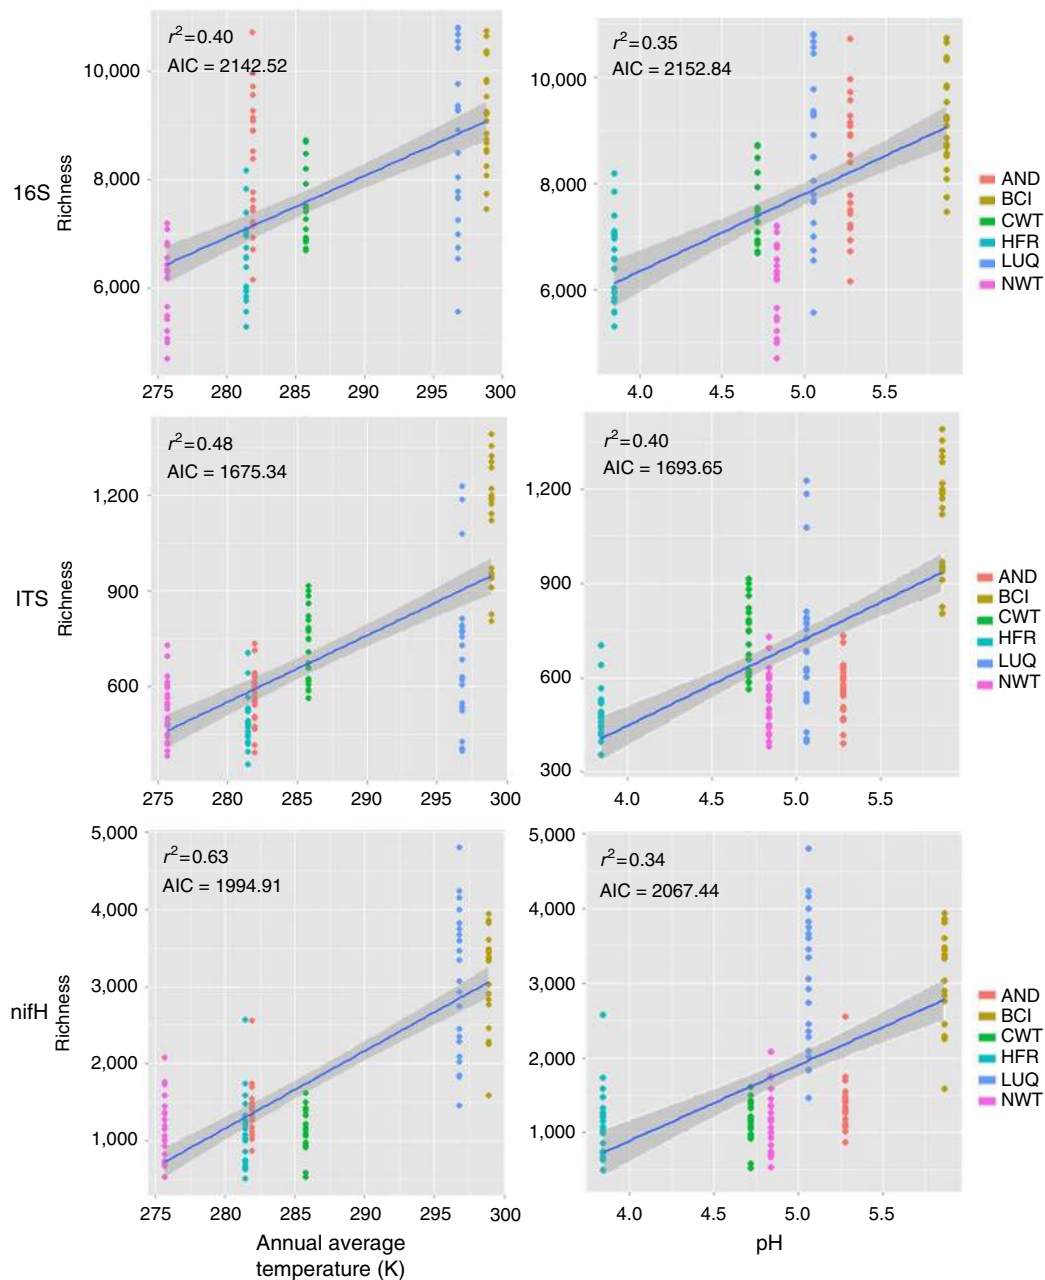 r²=0.40
AIC = 2142.52
10,000
8,000
6,000
16S
Richness
275
280
285
290
295
300
r²=0.35
AIC = 2152.84
10,000
8,000
6,000
4.0
4.5
5.0
5.5
AND
BCI
CWT
HFR
LUQ
NWT
r²=0.48
AIC = 1675.34
1,200
900
600
ITS
Richness
275
280
285
290
295
300
r²=0.40
AIC = 1693.65
1,200
900
600
300
4.0
4.5
5.0
5.5
AND
BCI
CWT
HFR
LUQ
NWT
r²=0.63
AIC = 1994.91
5,000
4,000
3,000
2,000
1,000
nifH
Richness
275
280
285
290
295
300
Annual average
temperature (K)
r²=0.34
AIC = 2067.44
5,000
4,000
3,000
2,000
1,000
4.0
4.5
5.0
5.5
pH
AND
BCI
CWT
HFR
LUQ
NWT